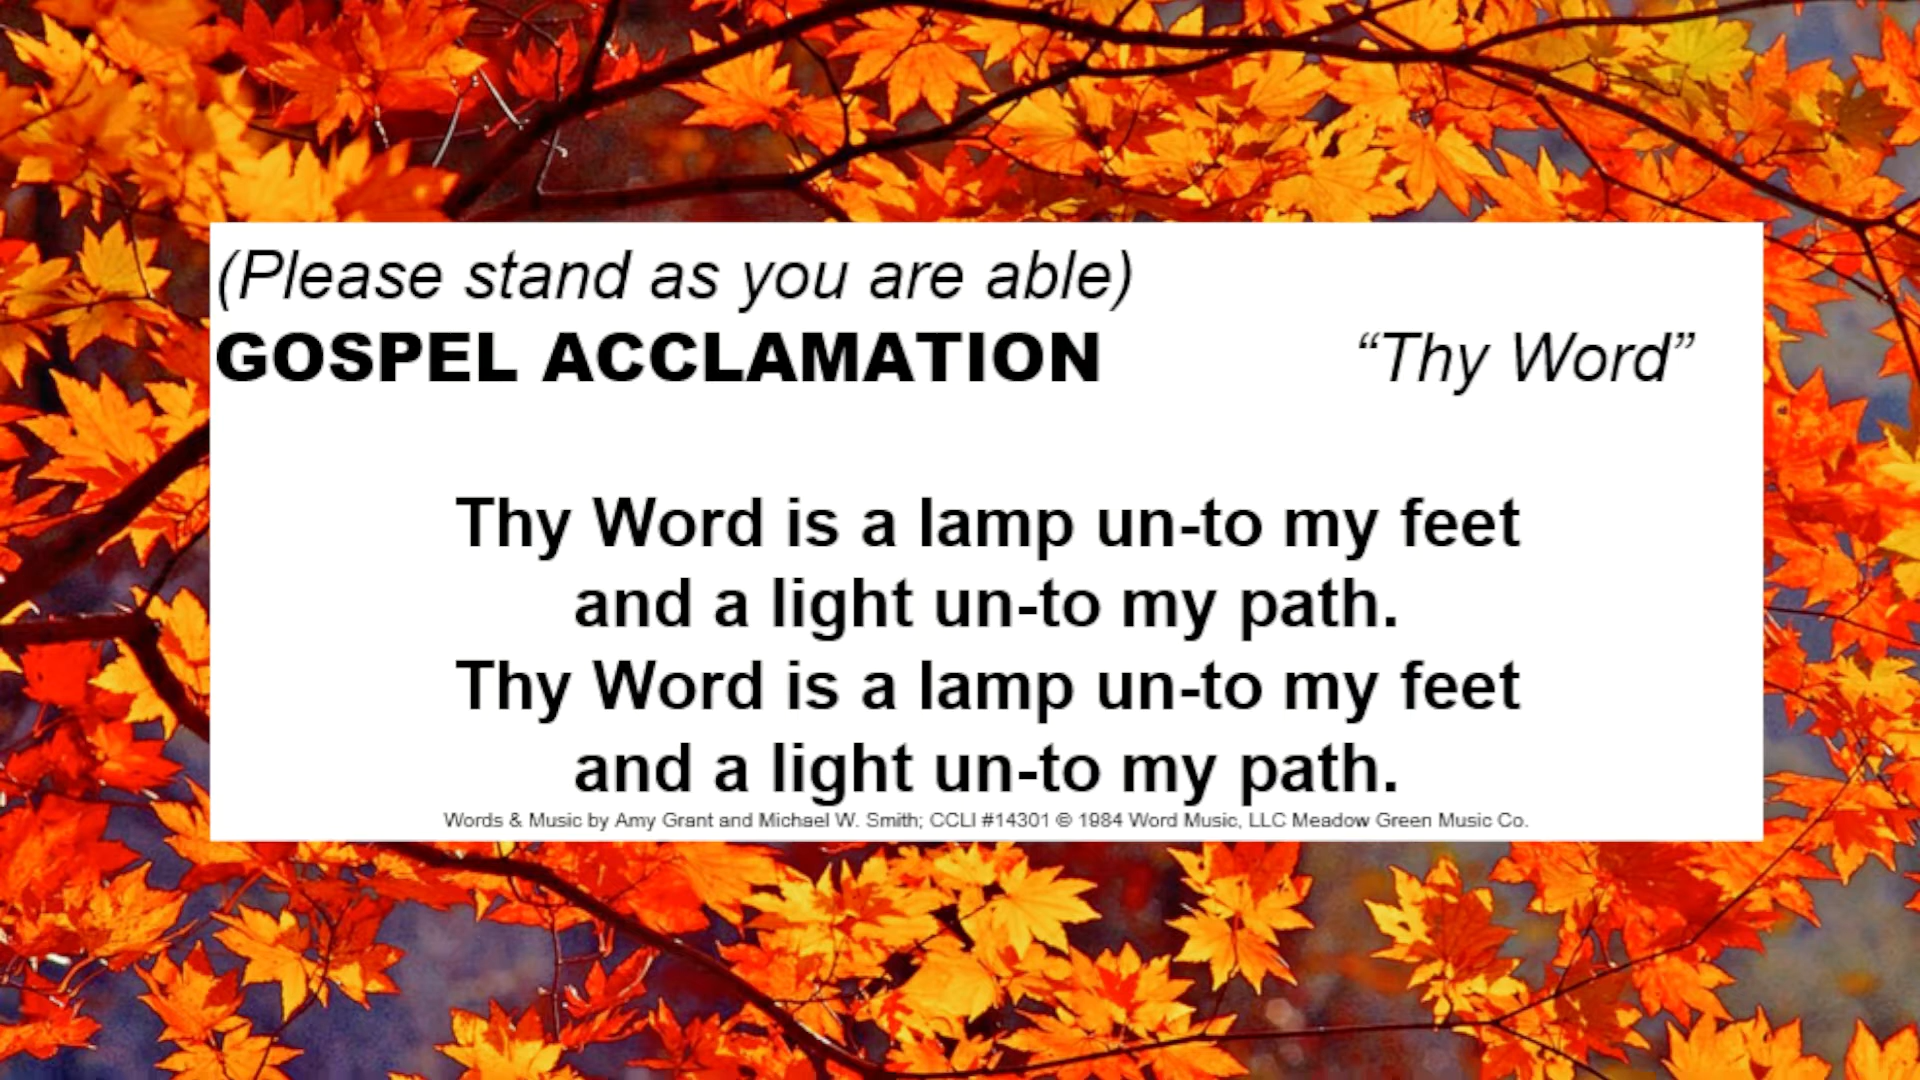 (Please stand as you are able)
GOSPEL ACCLAMATION “Thy Word”
Thy Word is a lamp un-to my feet
and a light un-to my path.
Thy Word is a lamp un-to my feet
and a light un-to my path.
Words & Music by Amy Grant and Michael W. Smith; CCLI #14301 © 1984 Word Music, LLC Meadow Green Music Co.